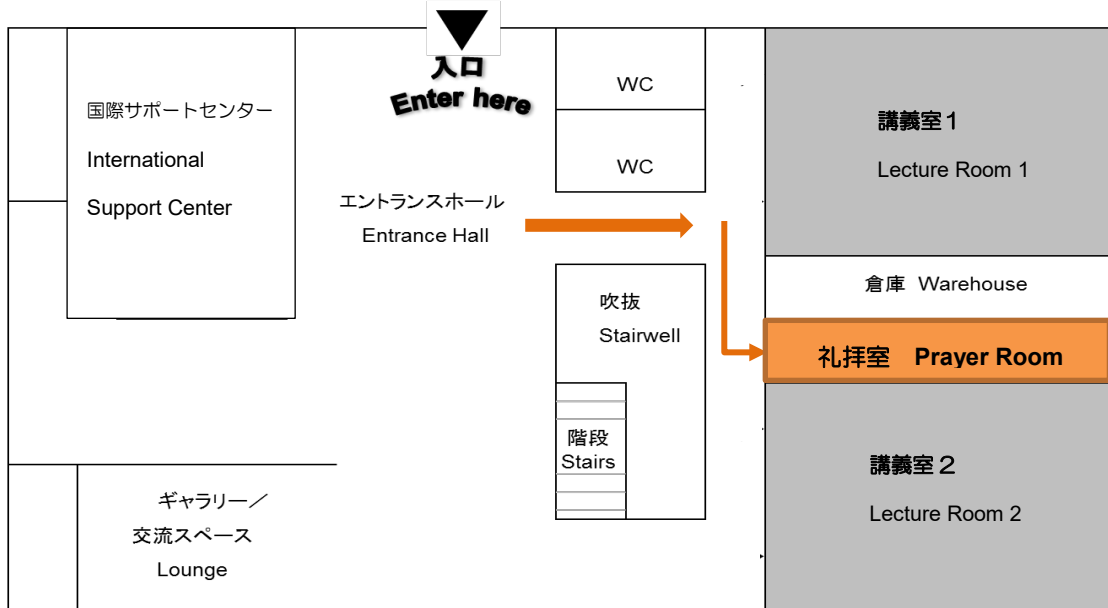 入口
Enter here
国際サポートセンター
International
Support Center
エントランスホール
Entrance Hall
WC
WC
講義室1
Lecture Room 1
倉庫 Warehouse
吹抜
Stairwell
礼拝室 Prayer Room
階段
Stairs
講義室2
Lecture Room 2
ギャラリー／
交流スペース
Lounge